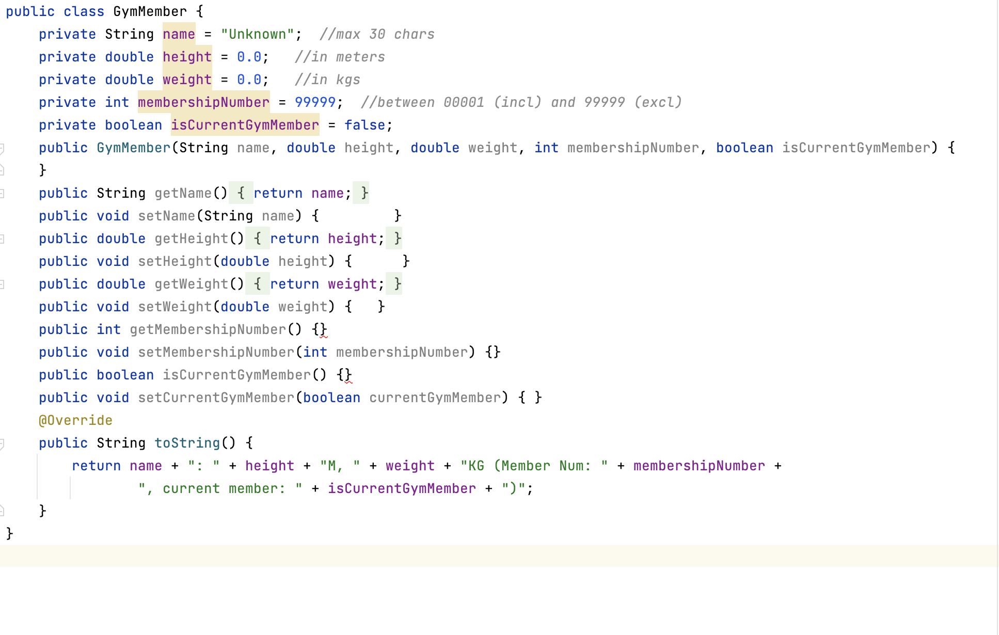 public class GymMember {
    private String name = "Unknown";  //max 30 chars
    private double height = 0.0;   //in meters
    private double weight = 0.0;   //in kgs
    private int membershipNumber = 99999;  //between 00001 (incl) and 99999 (excl)
    private boolean isCurrentGymMember = false;
    public GymMember(String name, double height, double weight, int membershipNumber, boolean isCurrentGymMember) {
    }
    public String getName() { return name; }
    public void setName(String name) {         }
    public double getHeight() { return height; }
    public void setHeight(double height) {      }
    public double getWeight() { return weight; }
    public void setWeight(double weight) {   }
    public int getMembershipNumber() {}
    public void setMembershipNumber(int membershipNumber) {}
    public boolean isCurrentGymMember() {}
    public void setCurrentGymMember(boolean currentGymMember) { }
    @Override
    public String toString() {
        return name + ": " + height + "M, " + weight + "KG (Member Num: " + membershipNumber +
                ", current member: " + isCurrentGymMember + ")";
    }
}